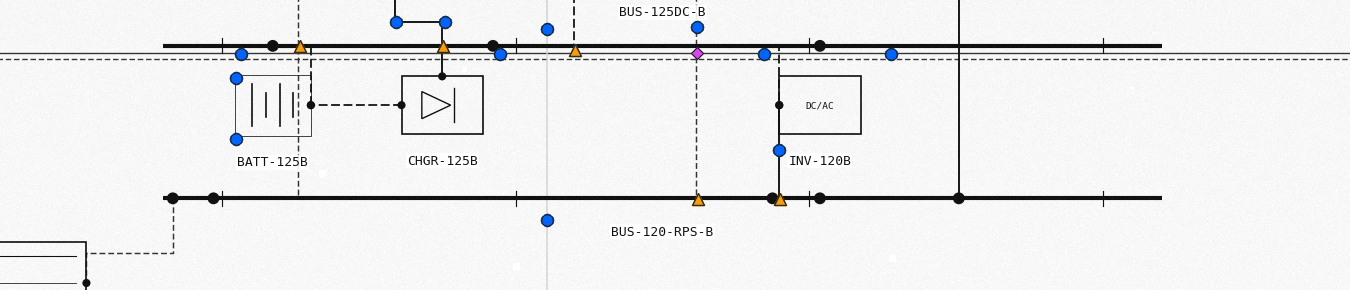 BUS-125DC-B
DC/AC
BATT-125B
CHGR-125B
INV-120B
BUS-120-RPS-B